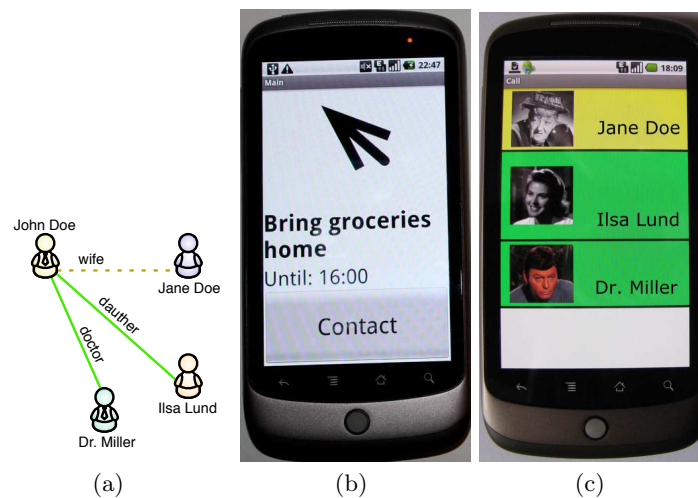 John Doe
wife
Jane Doe
dauther
doctor
Ilsa Lund
Dr. Miller
(a)
22:47
Main
Bring groceries
home
Until: 16:00
Contact
(b)
18:09
Call
Jane Doe
Ilsa Lund
Dr. Miller
(c)